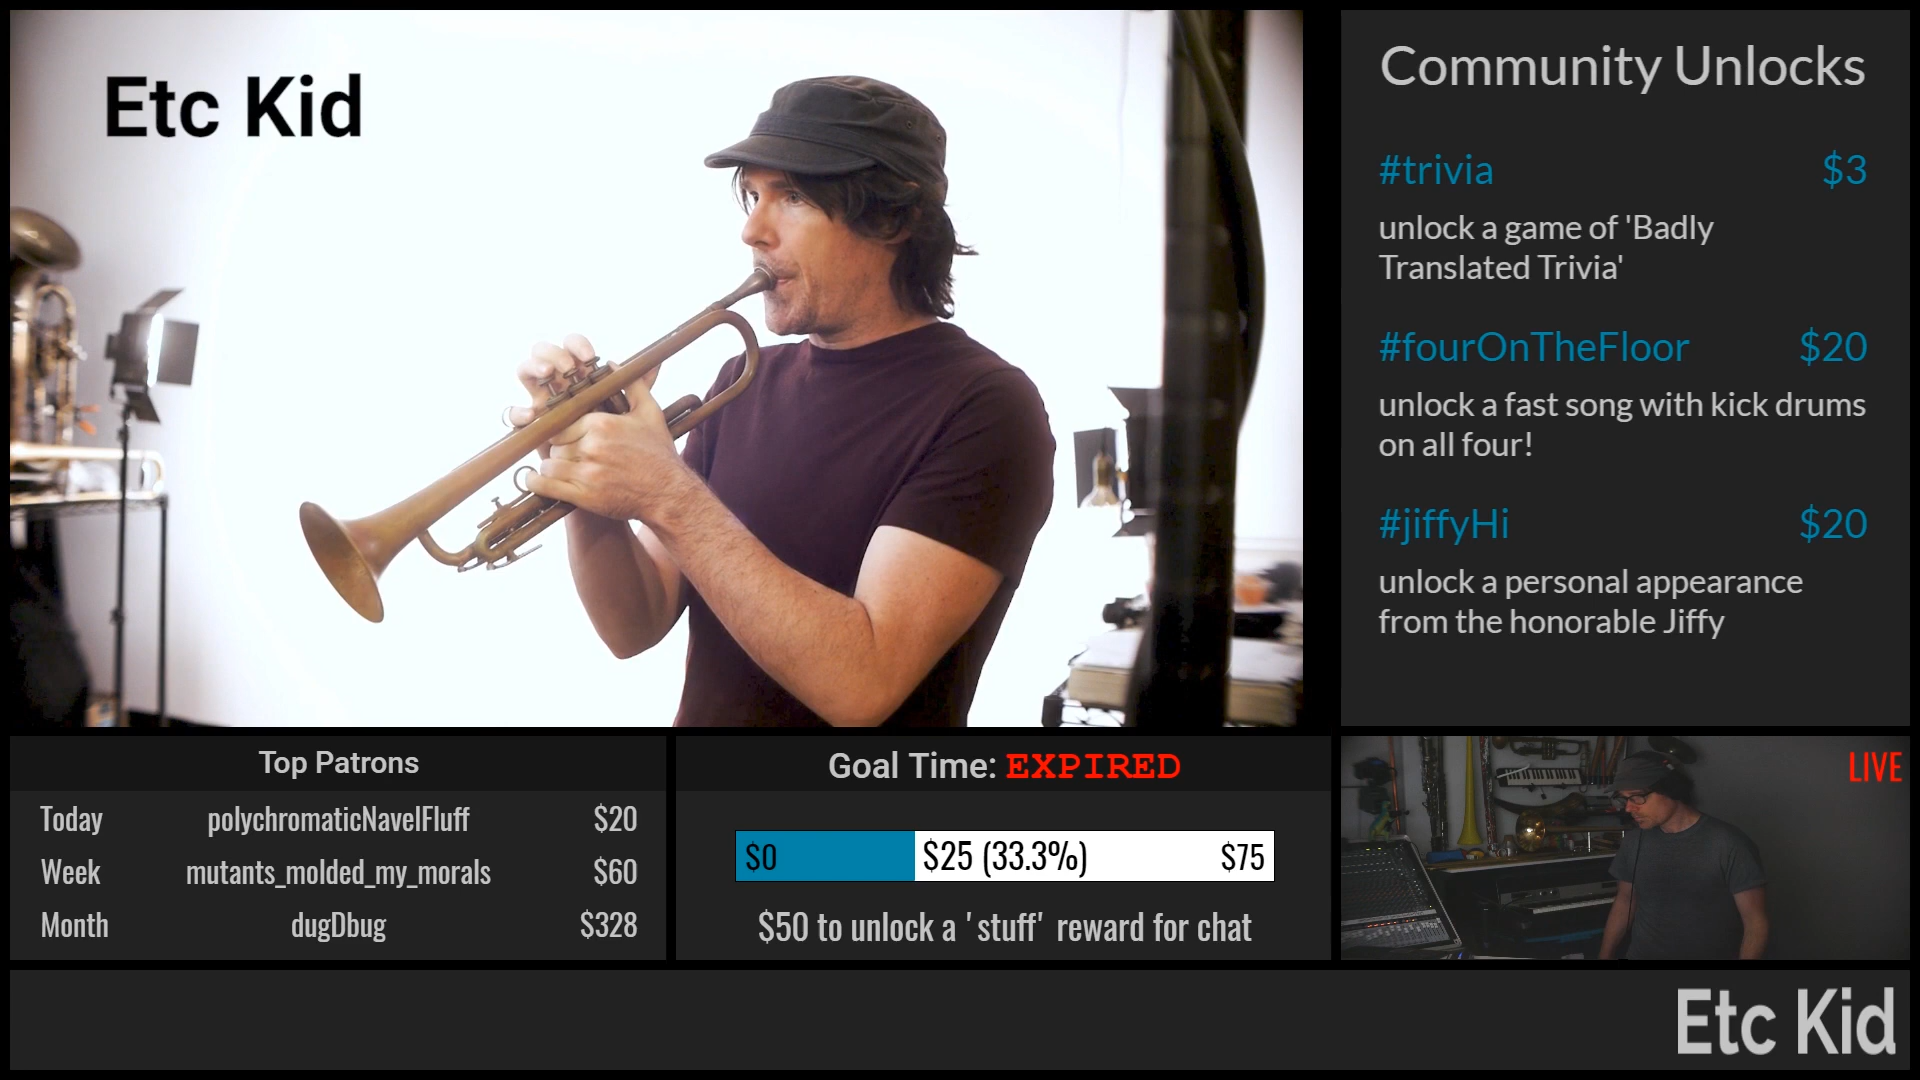 Etc Kid
Community Unlocks
#trivia $3
unlock a game of 'Badly
Translated Trivia'
#fourOnTheFloor $20
unlock a fast song with kick drums
on all four!
#jiffyHi $20
unlock a personal appearance
from the honorable Jiffy
Top Patrons
Today polychromaticNavelFluff $20
Week mutants_molded_my_morals $60
Month dugDbug $328
Goal Time: EXPIRED
$0 $25 (33.3%) $75
$50 to unlock a 'stuff' reward for chat
LIVE
Etc Kid